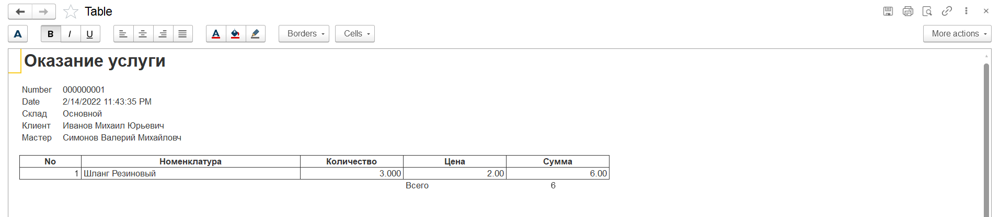 Table
A B I U A Borders Cells More actions
Оказание услуги
Number 000000001
Date 2/14/2022 11:43:35 PM
Склад Основной
Клиент Иванов Михаил Юрьевич
Мастер Симонов Валерий Михайловч
No Номенклатура Количество Цена Сумма
1 Шланг Резиновый 3.000 2.00 6.00
Всего 6